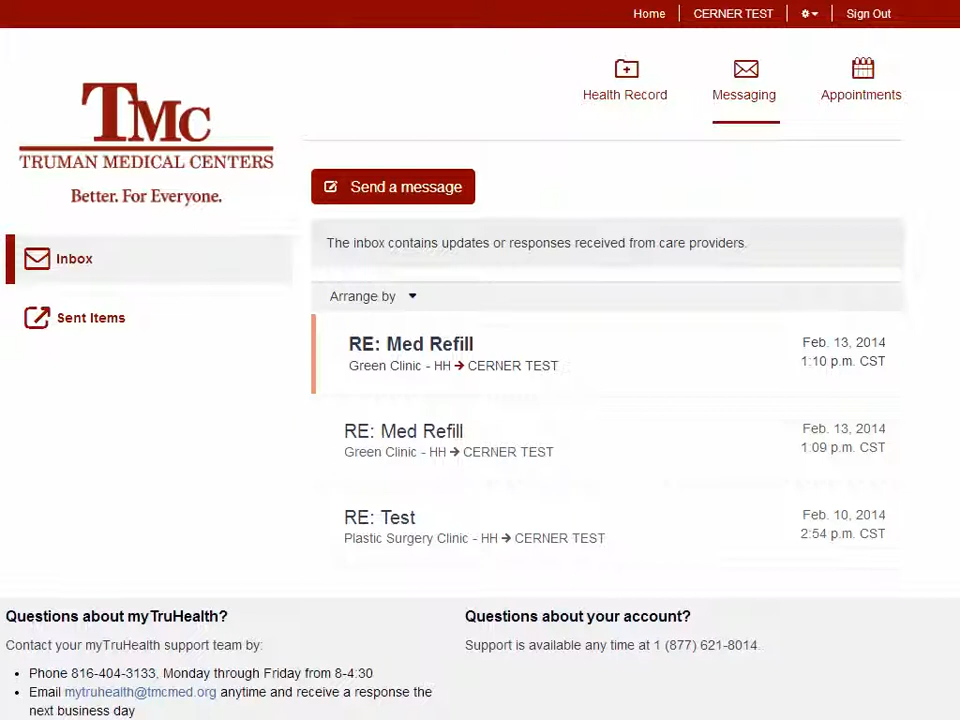 Home
CERNER TEST
Sign Out
Health Record
Messaging
Appointments
TMC
TRUMAN MEDICAL CENTERS
Better. For Everyone.
Send a message
The inbox contains updates or responses received from care providers.
Inbox
Sent Items
Arrange by
RE: Med Refill
Green Clinic - HH → CERNER TEST
Feb. 13, 2014
1:10 p.m. CST
RE: Med Refill
Green Clinic - HH → CERNER TEST
Feb. 13, 2014
1:09 p.m. CST
RE: Test
Plastic Surgery Clinic - HH → CERNER TEST
Feb. 10, 2014
2:54 p.m. CST
Questions about myTruHealth?
Contact your myTruHealth support team by:
• Phone 816-404-3133, Monday through Friday from 8-4:30
• Email mytruhealth@tmcmed.org anytime and receive a response the
next business day
Questions about your account?
Support is available any time at 1 (877) 621-8014.